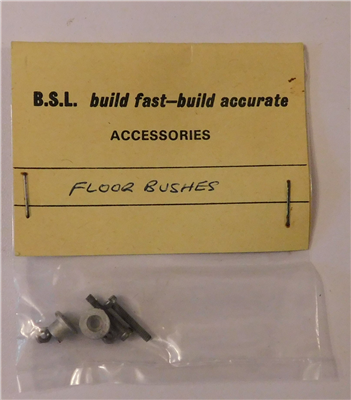 B.S.L. build fast—build accurate
ACCESSORIES
FLOOR BUSHES